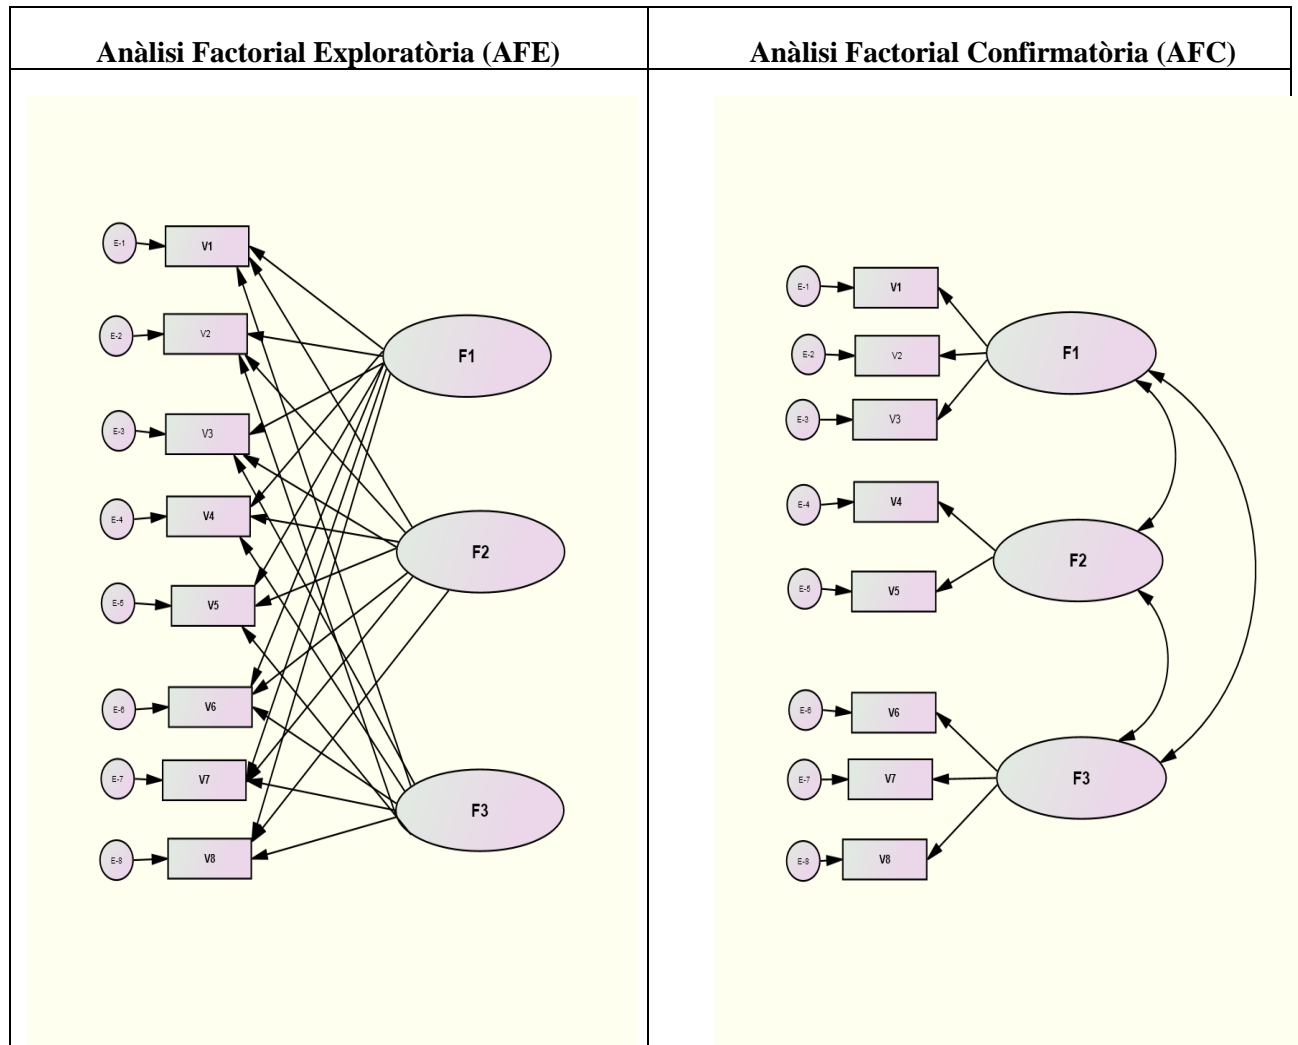 Anàlisi Factorial Exploratòria (AFE)
Anàlisi Factorial Confirmatòria (AFC)
E-1
V1
E-2
V2
F1
E-3
V3
E-4
V4
F2
E-5
V5
E-6
V6
E-7
V7
F3
E-8
V8
E-1
V1
E-2
V2
F1
E-3
V3
E-4
V4
F2
E-5
V5
E-6
V6
E-7
V7
F3
E-8
V8